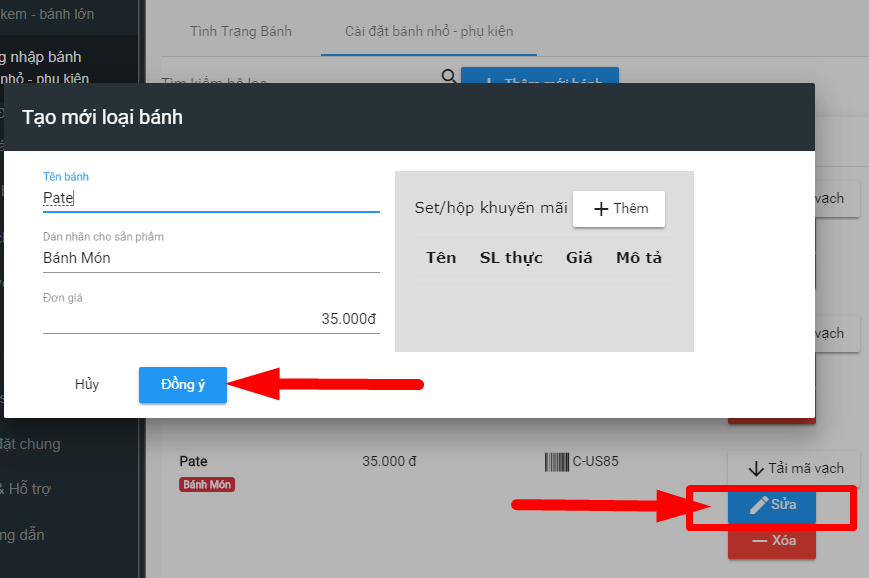 kem - bánh lớn
g nhập bánh
nhỏ - phụ kiện
Tình Trạng Bánh
Cài đặt bánh nhỏ - phụ kiện
Thêm mới bánh
Tạo mới loại bánh
Tên bánh
Pate
Dán nhãn cho sản phẩm
Bánh Món
Đơn giá
35.000đ
Hủy
Đồng ý
Set/hộp khuyến mãi
Thêm
Tên SL thực Giá Mô tả
vạch
vạch
Pate
Bánh Món
35.000 đ
C-US85
Tải mã vạch
Sửa
Xóa
đặt chung
& Hỗ trợ
ng dẫn